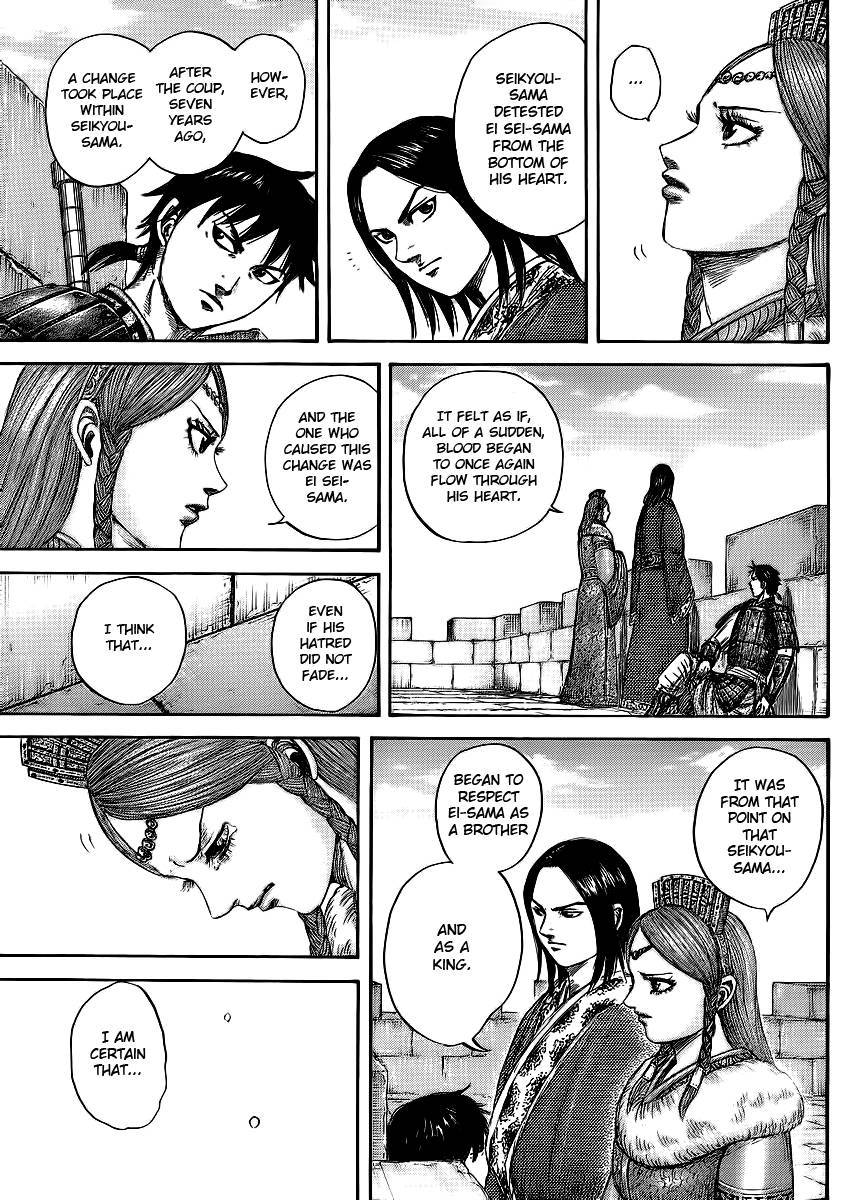 ...
SEIKYOU-
SAMA
DETESTED
EI SEI-SAMA
FROM THE
BOTTOM OF
HIS HEART.
HOW-
EVER,
AFTER
THE COUP,
SEVEN
YEARS
AGO,
A CHANGE
TOOK PLACE
WITHIN
SEIKYOU-
SAMA.
IT FELT AS IF,
ALL OF A SUDDEN,
BLOOD BEGAN
TO ONCE AGAIN
FLOW THROUGH
HIS HEART.
AND THE
ONE WHO
CAUSED THIS
CHANGE WAS
EI SEI-
SAMA.
EVEN
IF HIS
HATRED
DID NOT
FADE...
I THINK
THAT...
IT WAS
FROM THAT
POINT ON
THAT
SEIKYOU-
SAMA...
BEGAN TO
RESPECT
EI-SAMA AS
A BROTHER
AND
AS A
KING.
I AM
CERTAIN
THAT...